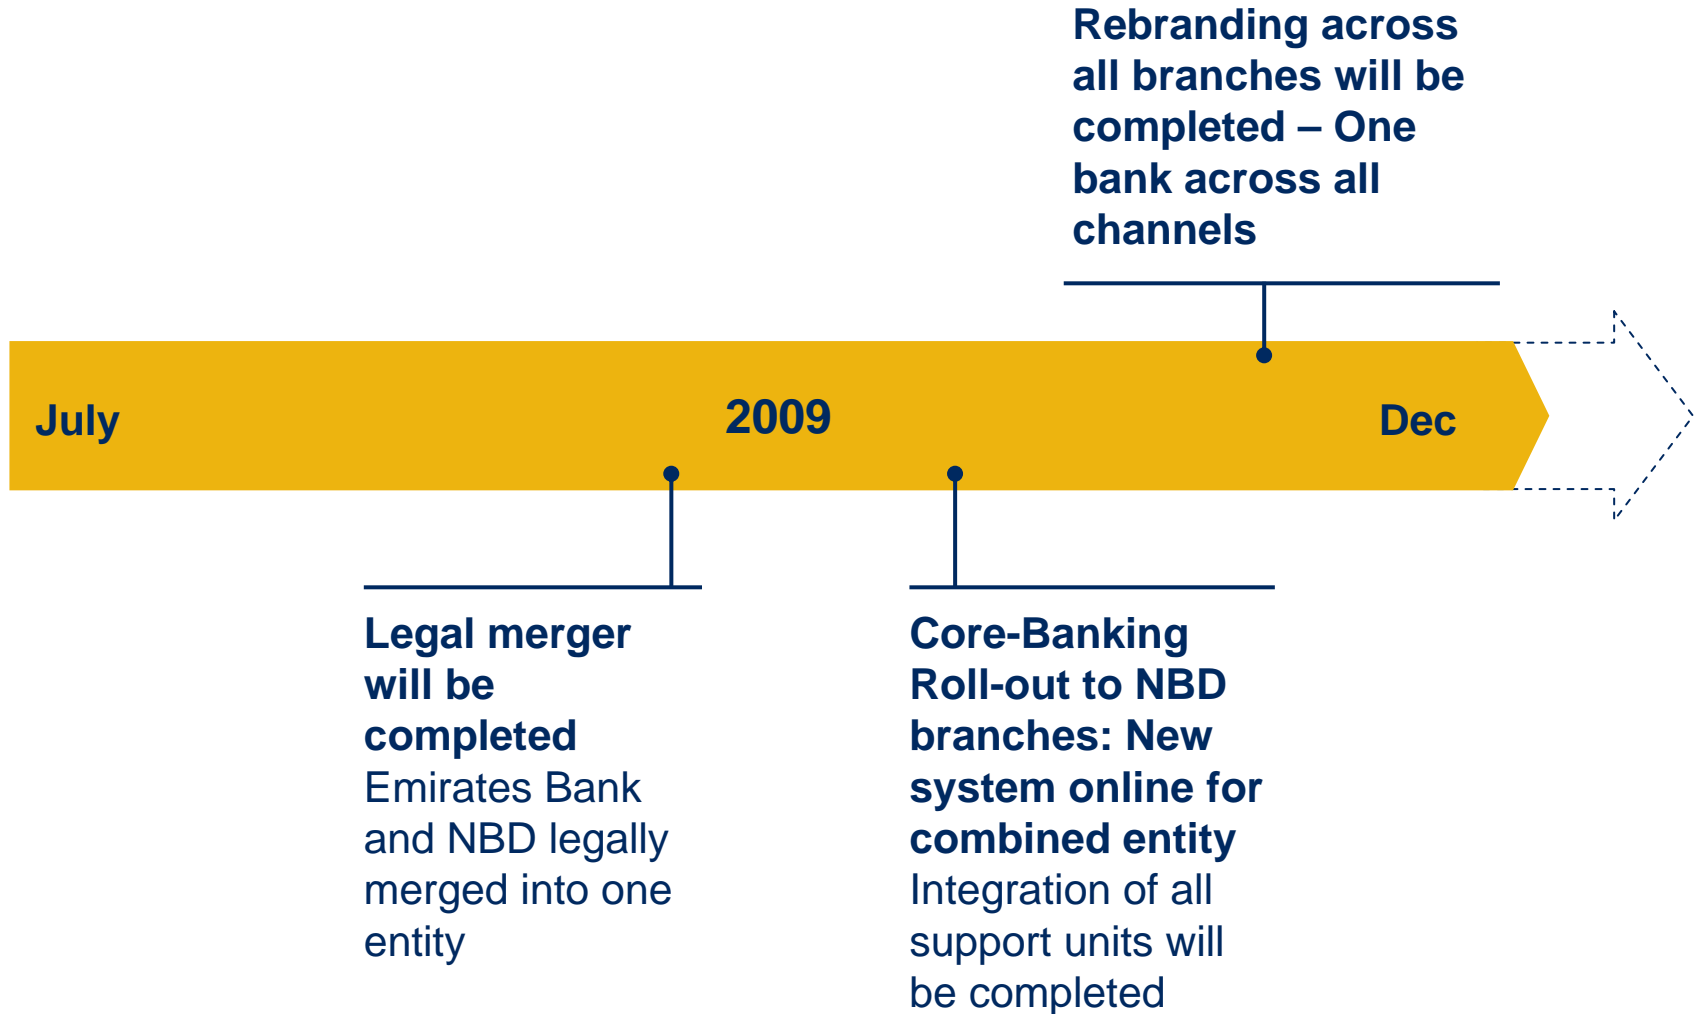 Rebranding across
all branches will be
completed – One
bank across all
channels
July
2009
Dec
Legal merger
will be
completed
Emirates Bank
and NBD legally
merged into one
entity
Core-Banking
Roll-out to NBD
branches: New
system online for
combined entity
Integration of all
support units will
be completed